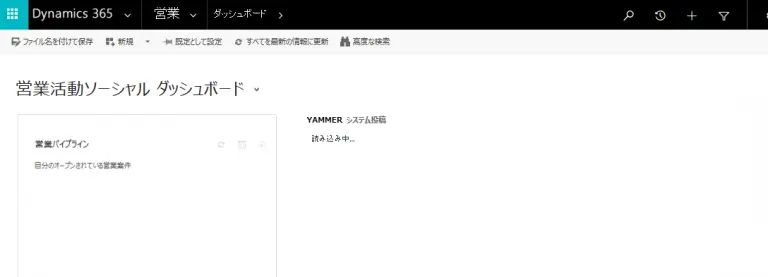 Dynamics 365 営業 ダッシュボード
ファイル名を付けて保存 新規 既定として設定 すべてを最新の情報に更新 高度な検索
営業活動ソーシャル ダッシュボード
YAMMER システム投稿
読み込み中...
営業パイプライン
自分のオープンされている営業案件